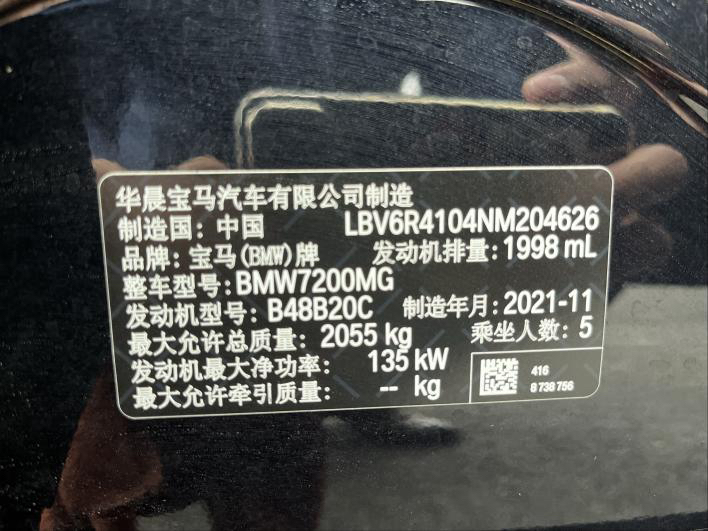 华晨宝马汽车有限公司制造
制造国: 中国 LBV6R4104NM204626
品牌: 宝马(BMW)牌 发动机排量: 1998 mL
整车型号: BMW7200MG
发动机型号: B48B20C 制造年月: 2021-11
最大允许总质量: 2055 kg 乘坐人数: 5
发动机最大净功率: 135 kW
最大允许牵引质量: -- kg
416
8 738 756